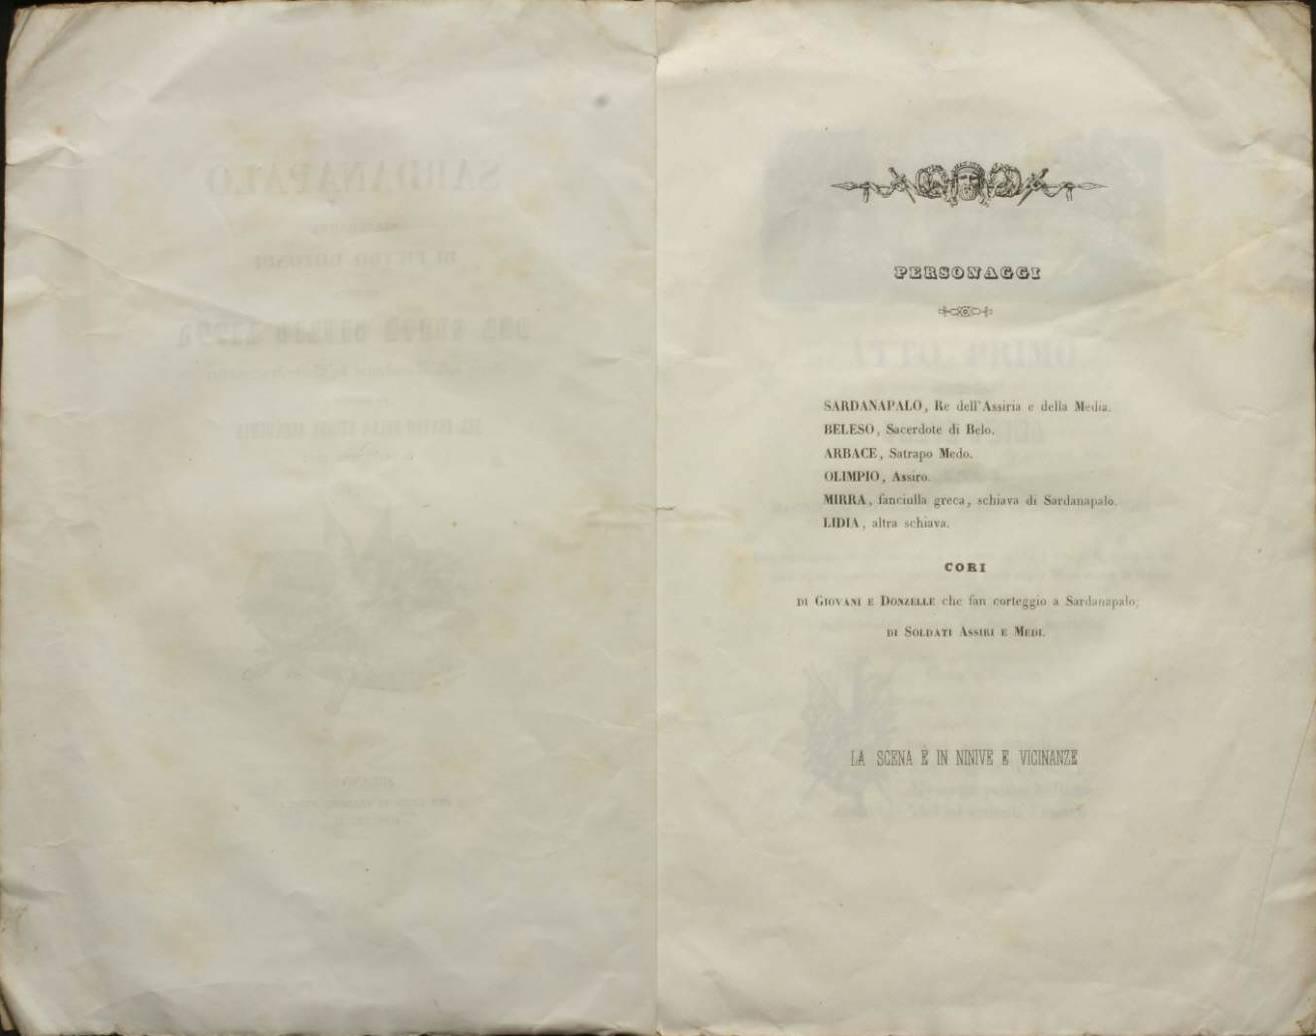 PERSONAGGI
SARDANAPALO, Re dell'Assiria e della Media.
BELESO, Sacerdote di Belo.
ARBACE, Satrapo Medo.
OLIMPIO, Assiro.
MIRRA, fanciulla greca, schiava di Sardanapalo.
LIDIA, altra schiava.
CORI
DI GIOVANI E DONZELLE che fan corteggio a Sardanapalo;
DI SOLDATI ASSIRI E MEDI.
LA SCENA È IN NINIVE E VICINANZE